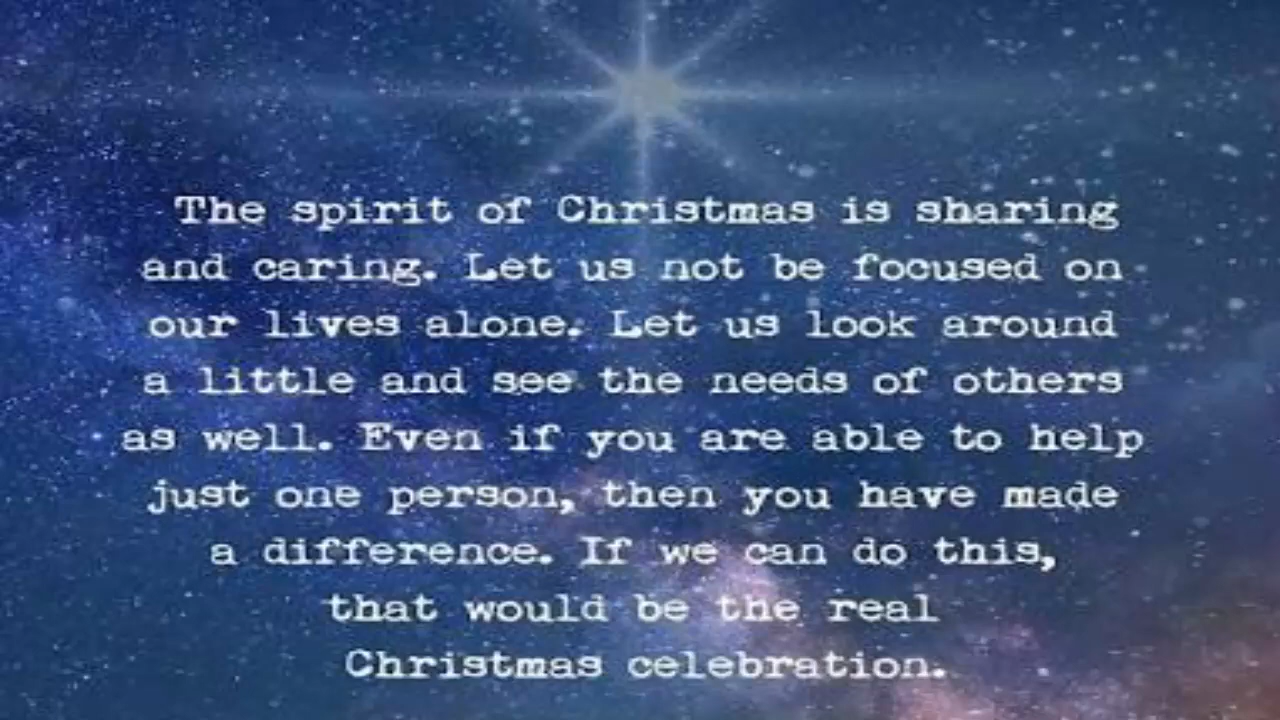 The spirit of Christmas is sharing
and caring. Let us not be focused on
our lives alone. Let us look around
a little and see the needs of others
as well. Even if you are able to help
just one person, then you have made
a difference. If we can do this,
that would be the real
Christmas celebration.